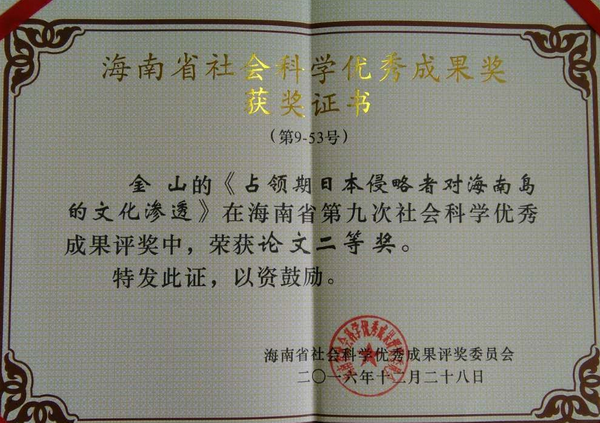 海南省社会科学优秀成果奖
获奖证书
（第9-53号）
金 山的《占领期日本侵略者对海南岛
的文化渗透》在海南省第九次社会科学优秀
成果评奖中，荣获论文二等奖。
特发此证，以资鼓励。
海南省社会科学优秀成果评奖委员会
二〇一六年十二月二十八日